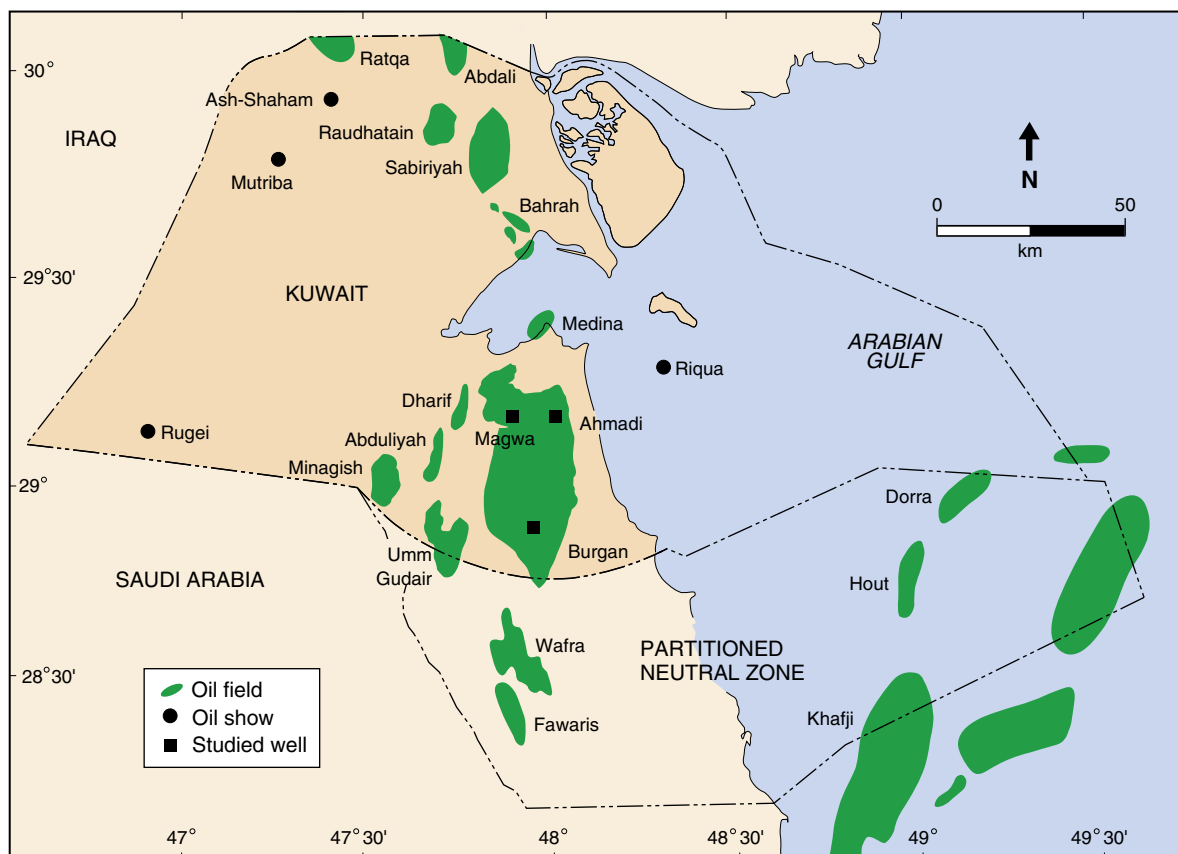 30°
Ratqa
Abdali
Ash-Shaham
Raudhatain
IRAQ
Mutriba
Sabiriyah
N
0 50
km
Bahrah
29°30'
KUWAIT
Medina
ARABIAN
GULF
Riqua
Dharif
Magwa
Ahmadi
Rugei
Abduliyah
Minagish
29°
Dorra
Umm
Gudair
Burgan
SAUDI ARABIA
Hout
Wafra
PARTITIONED
NEUTRAL ZONE
28°30'
Oil field
Oil show
Studied well
Fawaris
Khafji
47° 47° 30' 48° 48° 30' 49° 49° 30'